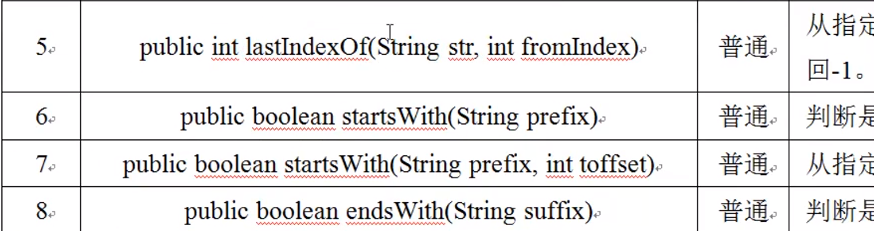 5 public int lastIndexOf(String str, int fromIndex) 普通 从指定
回-1。
6 public boolean startsWith(String prefix) 普通 判断是
7 public boolean startsWith(String prefix, int toffset) 普通 从指定
8 public boolean endsWith(String suffix) 普通 判断是